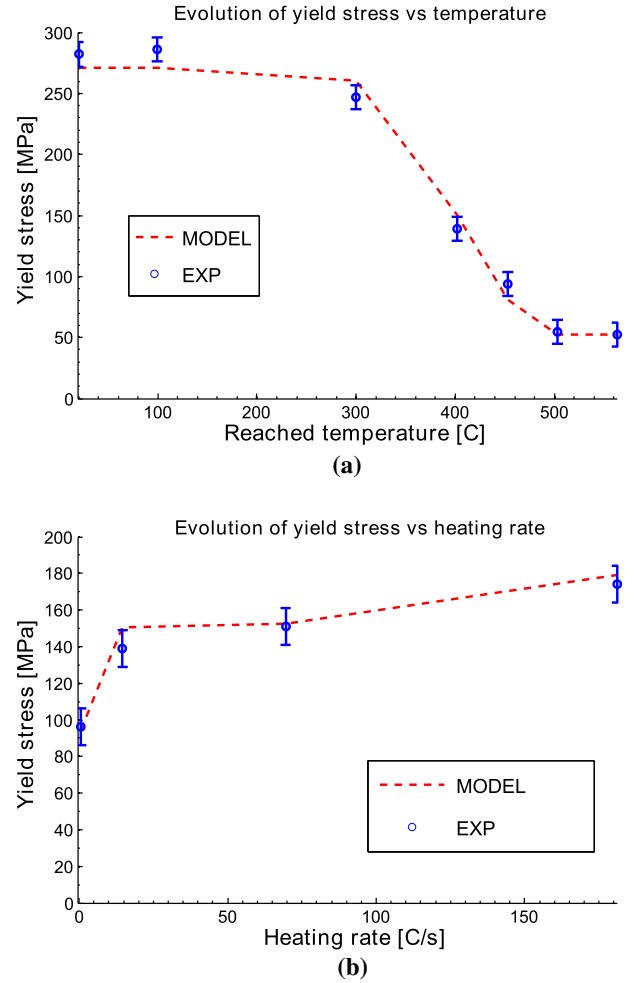 Evolution of yield stress vs temperature
300
250
200
150
100
50
0
Yield stress [MPa]
MODEL
EXP
100 200 300 400 500
Reached temperature [C]
(a)
Evolution of yield stress vs heating rate
200
180
160
140
120
100
80
60
40
20
0
Yield stress [MPa]
MODEL
EXP
0 50 100 150
Heating rate [C/s]
(b)